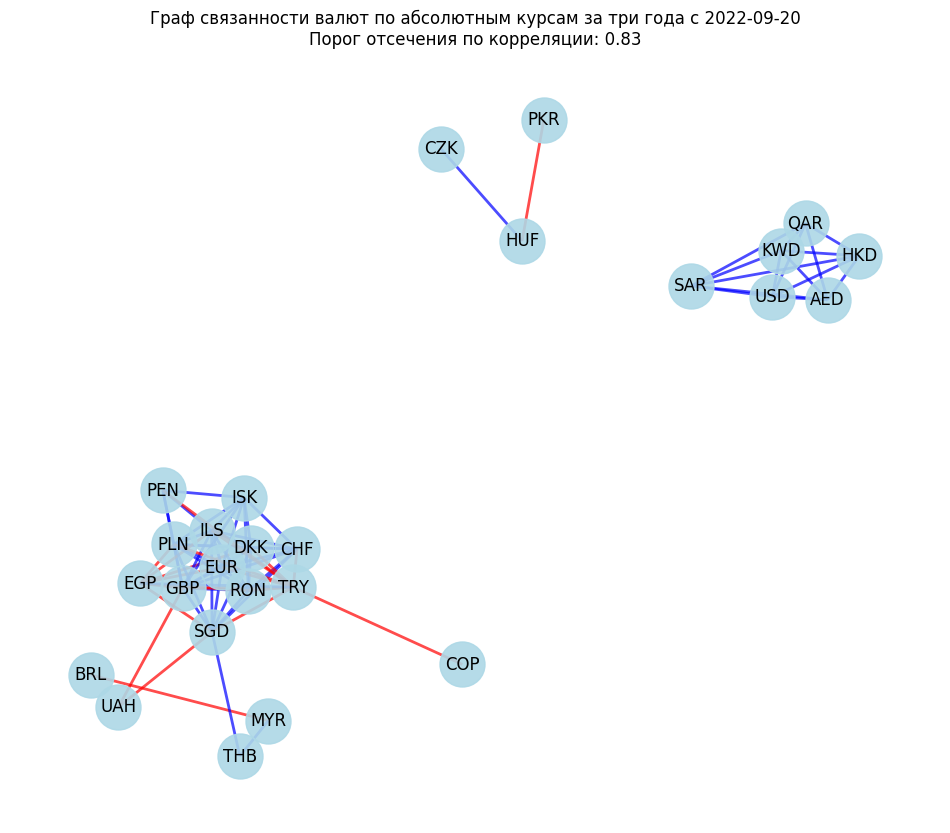 Граф связанности валют по абсолютным курсам за три года с 2022-09-20
Порог отсечения по корреляции: 0.83
PKR
CZK
HUF
QAR
KWD
HKD
SAR
USD
AED
PEN
ISK
ILS
PLN
DKK
CHF
EUR
EGP
GBP
RON
TRY
SGD
COP
BRL
UAH
MYR
THB